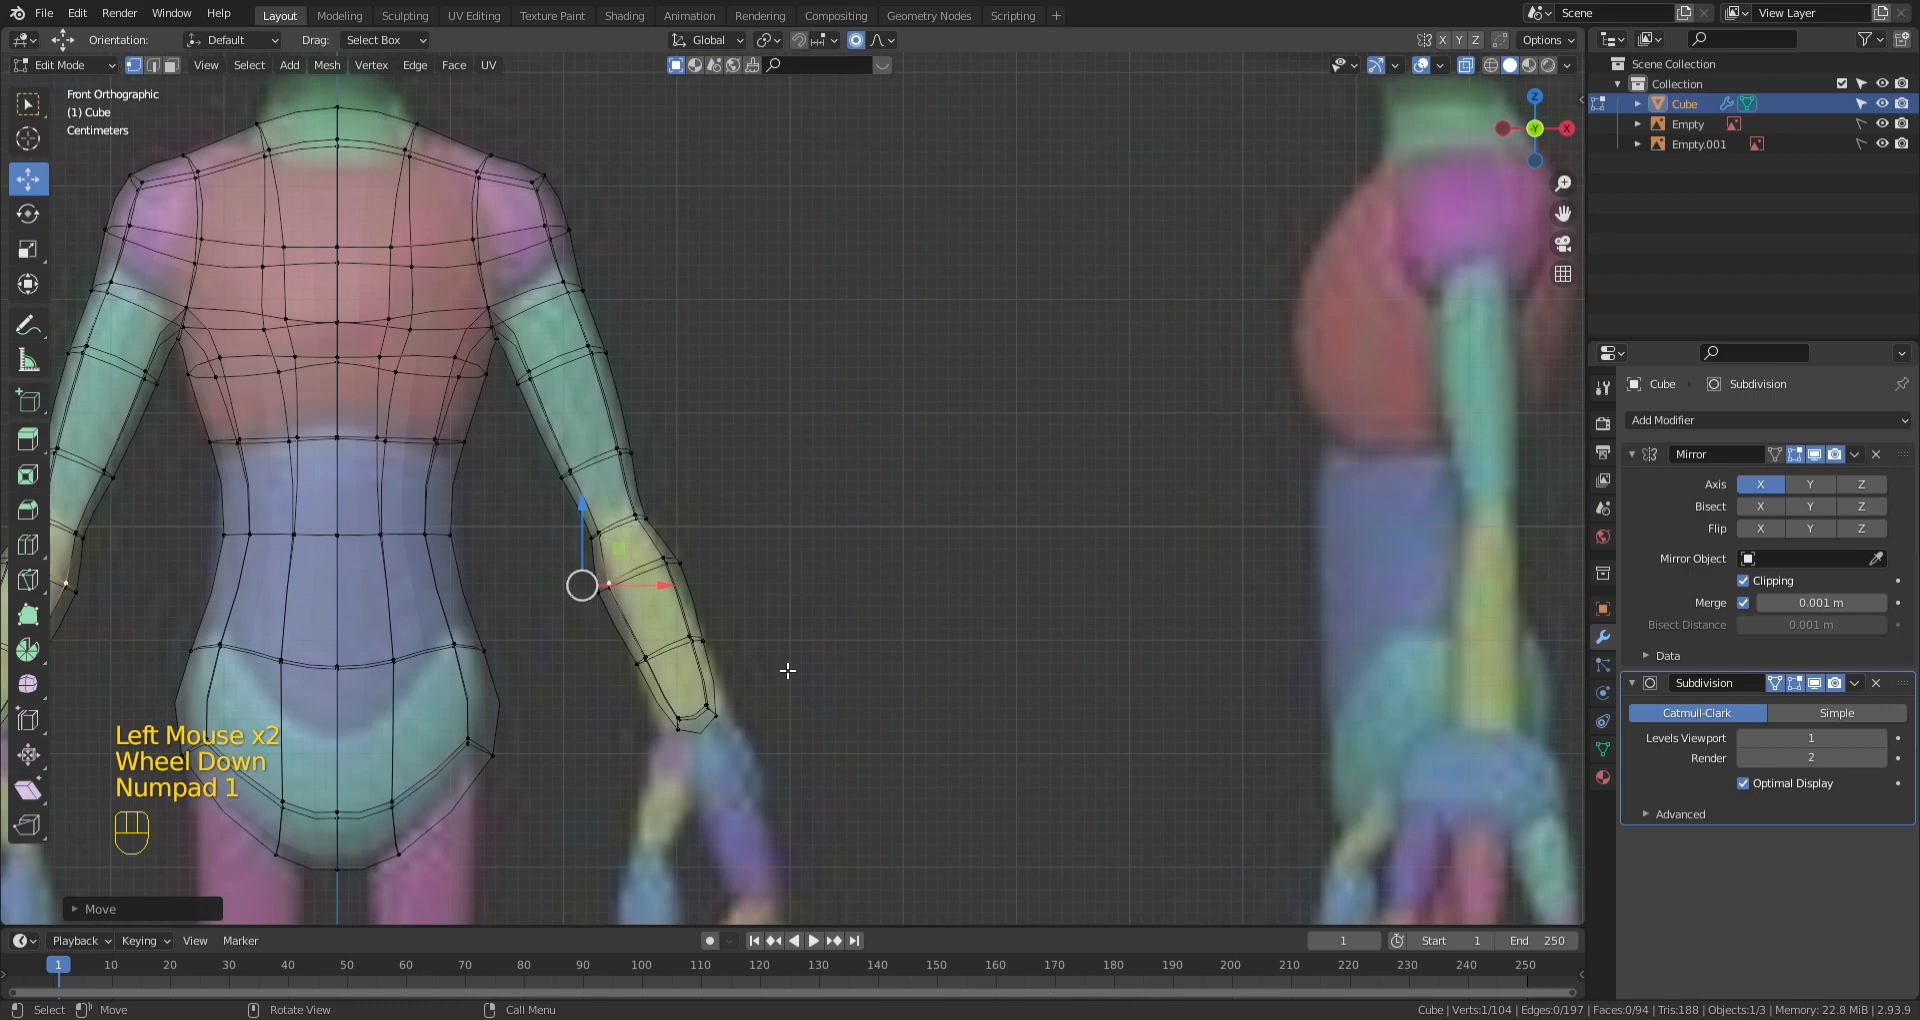 File Edit Render Window Help Layout Modeling Sculpting UV Editing Texture Paint Shading Animation Rendering Compositing Geometry Nodes Scripting + Scene View Layer
Orientation: Default Drag: Select Box Global X Y Z Options
Edit Mode View Select Add Mesh Vertex Edge Face UV
Front Orthographic
(1) Cube
Centimeters
Z
Y
X
Scene Collection
Collection
Cube
Empty
Empty.001
Cube Subdivision
Add Modifier
Mirror
Axis X Y Z
Bisect X Y Z
Flip X Y Z
Mirror Object
Clipping
Merge 0.001 m
Bisect Distance 0.001 m
Data
Subdivision
Catmull-Clark Simple
Levels Viewport 1
Render 2
Optimal Display
Advanced
Left Mouse x2
Wheel Down
Numpad 1
Move
Playback Keying View Marker 1 Start 1 End 250
1 10 20 30 40 50 60 70 80 90 100 110 120 130 140 150 160 170 180 190 200 210 220 230 240 250
Select Move Rotate View Call Menu Cube | Verts:1/104 | Edges:0/197 | Faces:0/94 | Tris:188 | Objects:1/3 | Memory: 22.8 MiB | 2.93.9